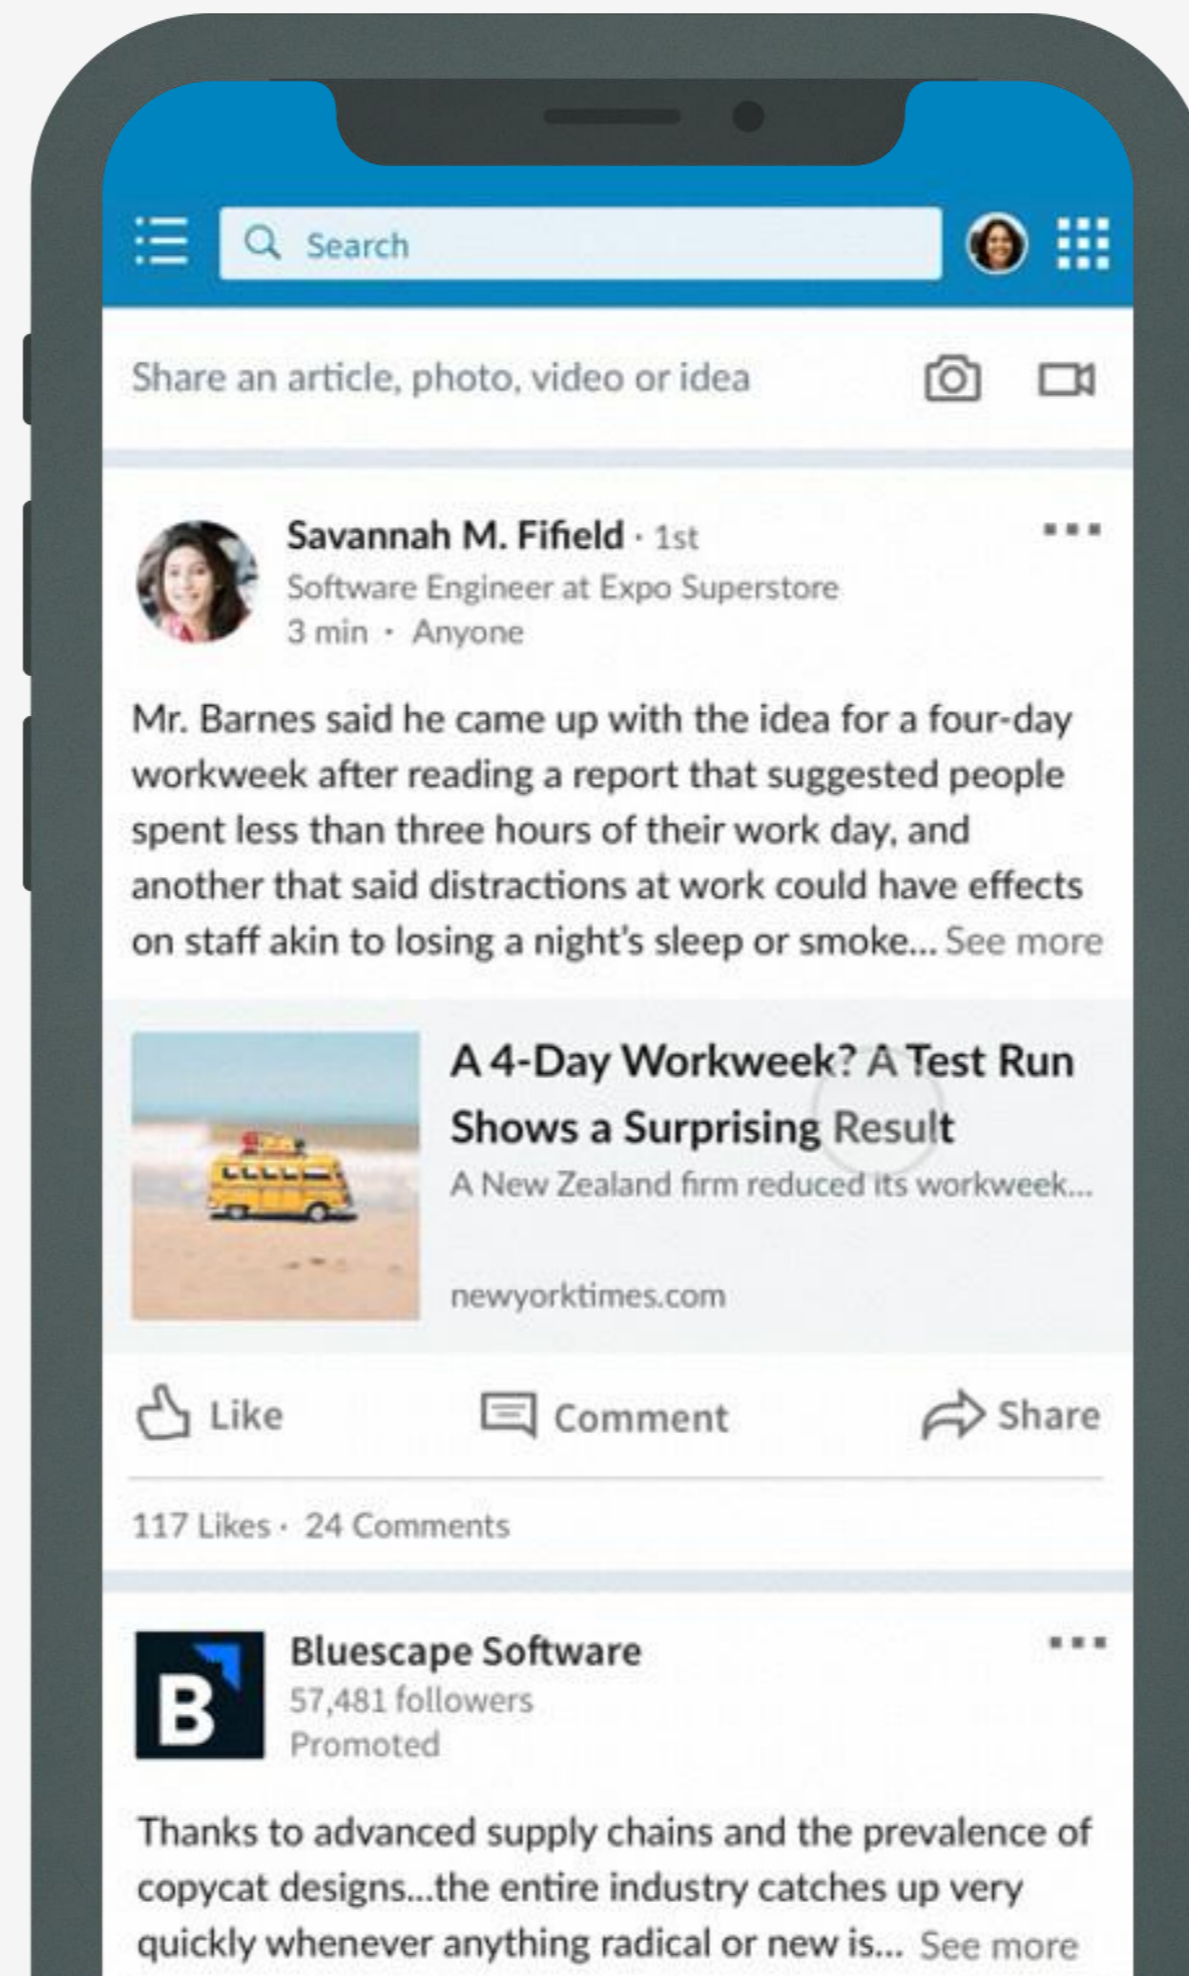 Search
Share an article, photo, video or idea
Savannah M. Fifield · 1st
Software Engineer at Expo Superstore
3 min · Anyone
Mr. Barnes said he came up with the idea for a four-day
workweek after reading a report that suggested people
spent less than three hours of their work day, and
another that said distractions at work could have effects
on staff akin to losing a night's sleep or smoke... See more
A 4-Day Workweek? A Test Run
Shows a Surprising Result
A New Zealand firm reduced its workweek...
newyorktimes.com
Like Comment Share
117 Likes · 24 Comments
B
Bluescape Software
57,481 followers
Promoted
Thanks to advanced supply chains and the prevalence of
copycat designs...the entire industry catches up very
quickly whenever anything radical or new is... See more